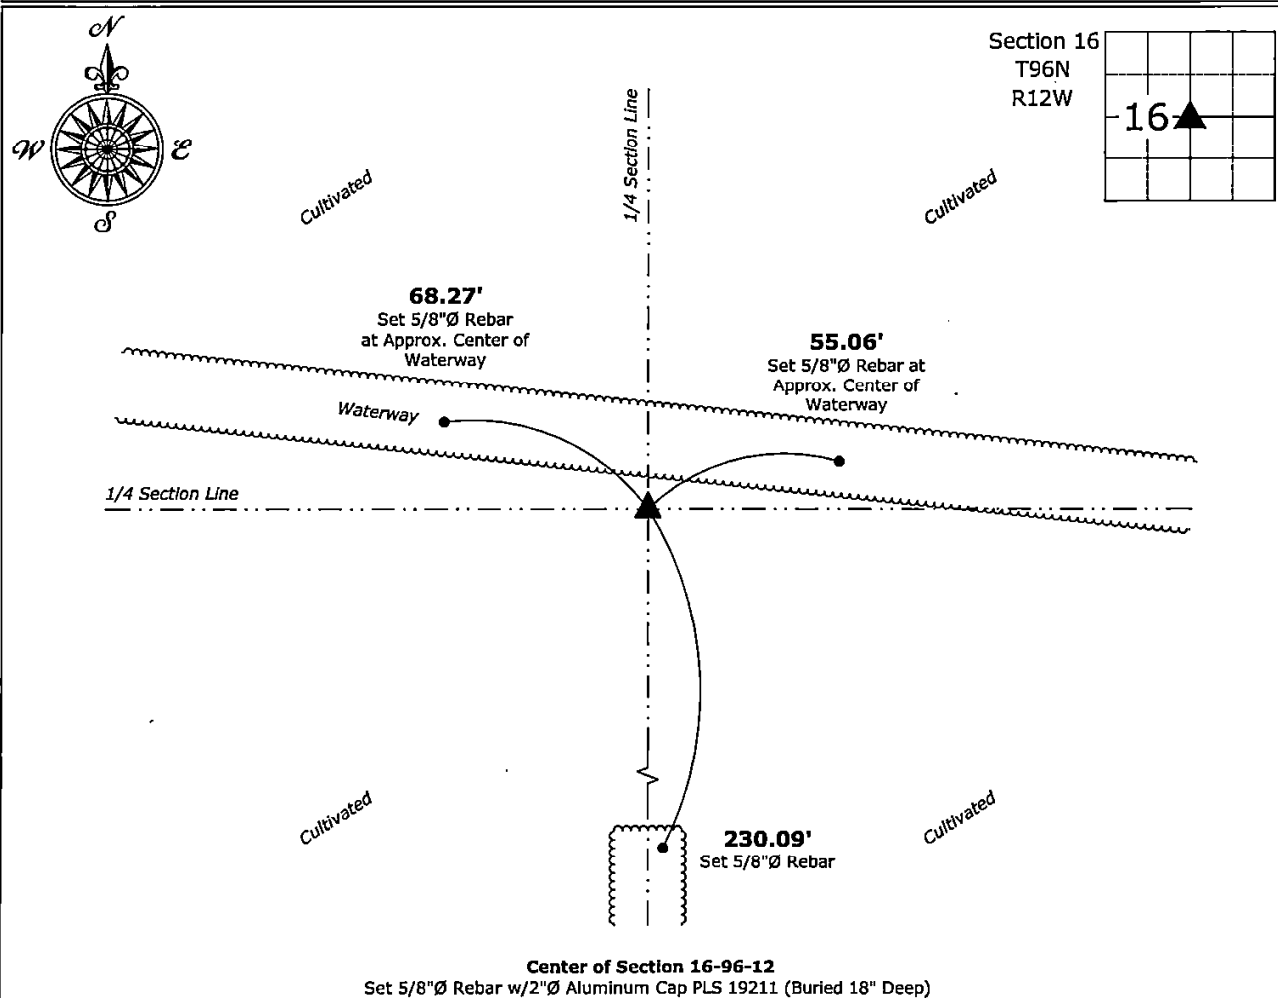 N
W
E
S
Section 16
T96N
R12W
16
1/4 Section Line
Cultivated
Cultivated
68.27'
Set 5/8"Ø Rebar
at Approx. Center of
Waterway
55.06'
Set 5/8"Ø Rebar at
Approx. Center of
Waterway
Waterway
1/4 Section Line
Cultivated
Cultivated
230.09'
Set 5/8"Ø Rebar
Center of Section 16-96-12
Set 5/8"Ø Rebar w/2"Ø Aluminum Cap PLS 19211 (Buried 18" Deep)